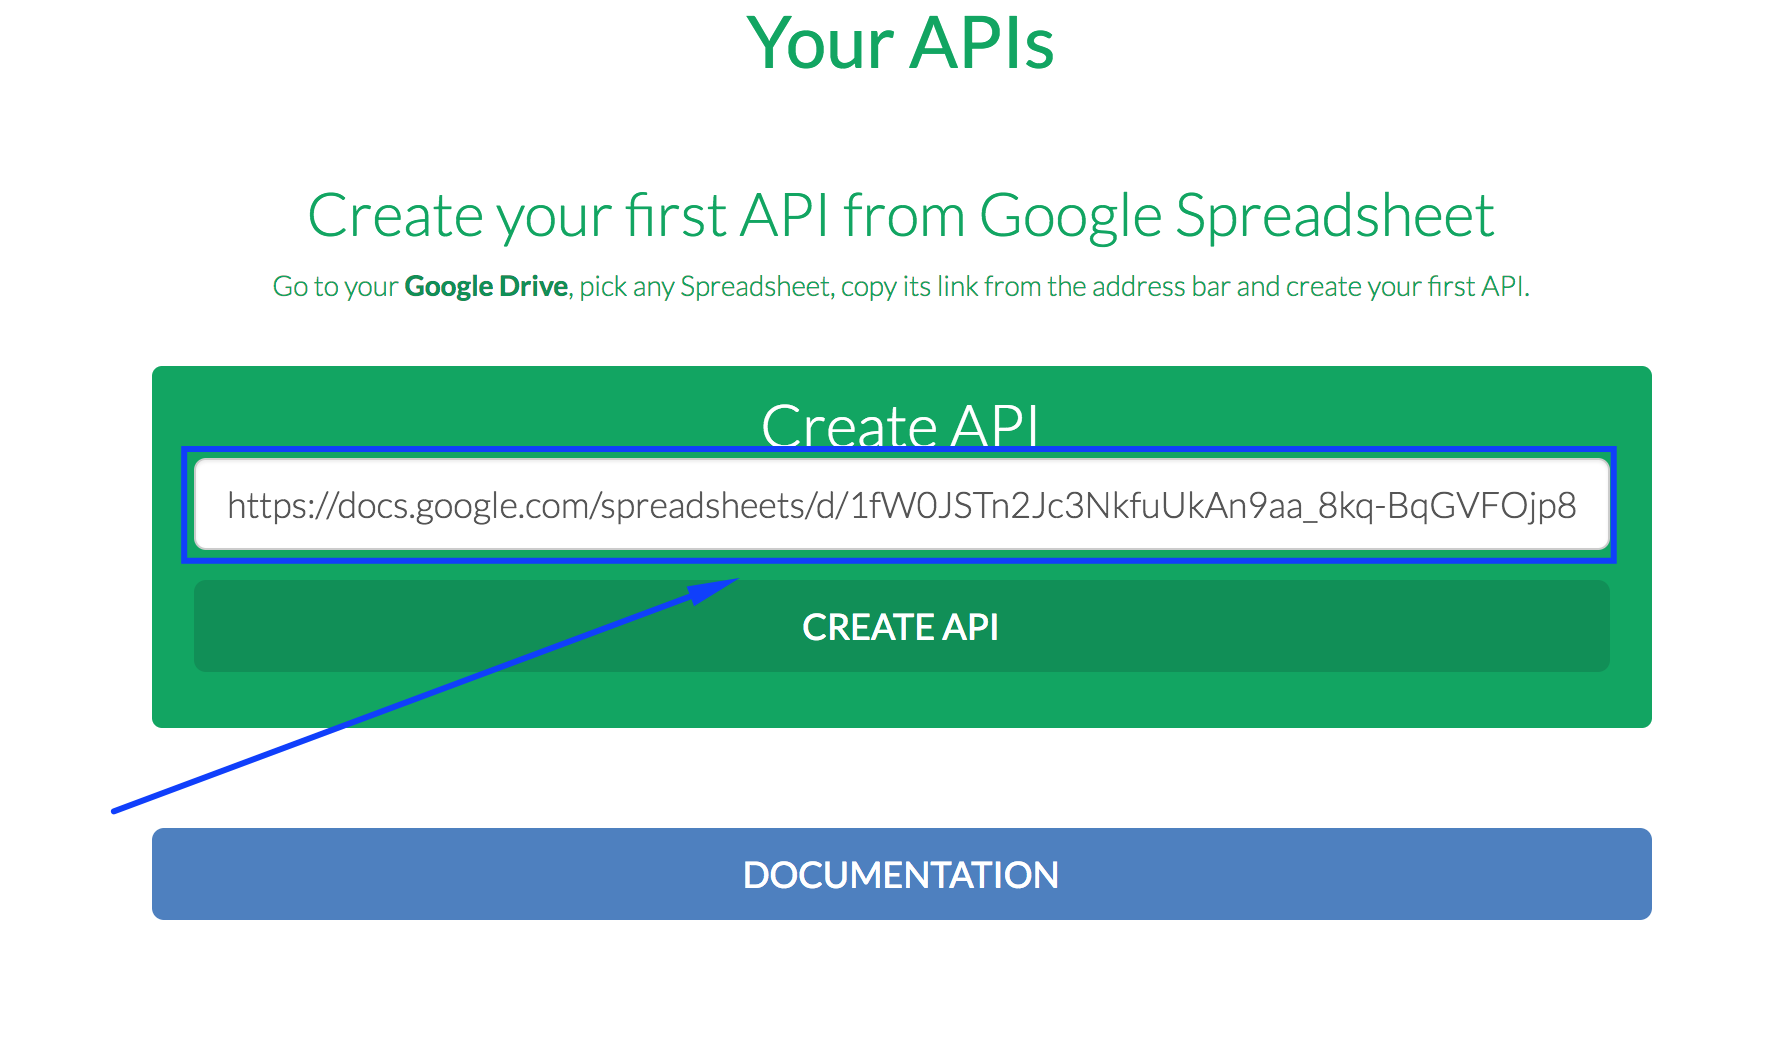 Your APIs
Create your first API from Google Spreadsheet
Go to your Google Drive, pick any Spreadsheet, copy its link from the address bar and create your first API.
Create API
https://docs.google.com/spreadsheets/d/1fW0JSTn2Jc3NkfuUkAn9aa_8kq-BqGVFOjp8
CREATE API
DOCUMENTATION